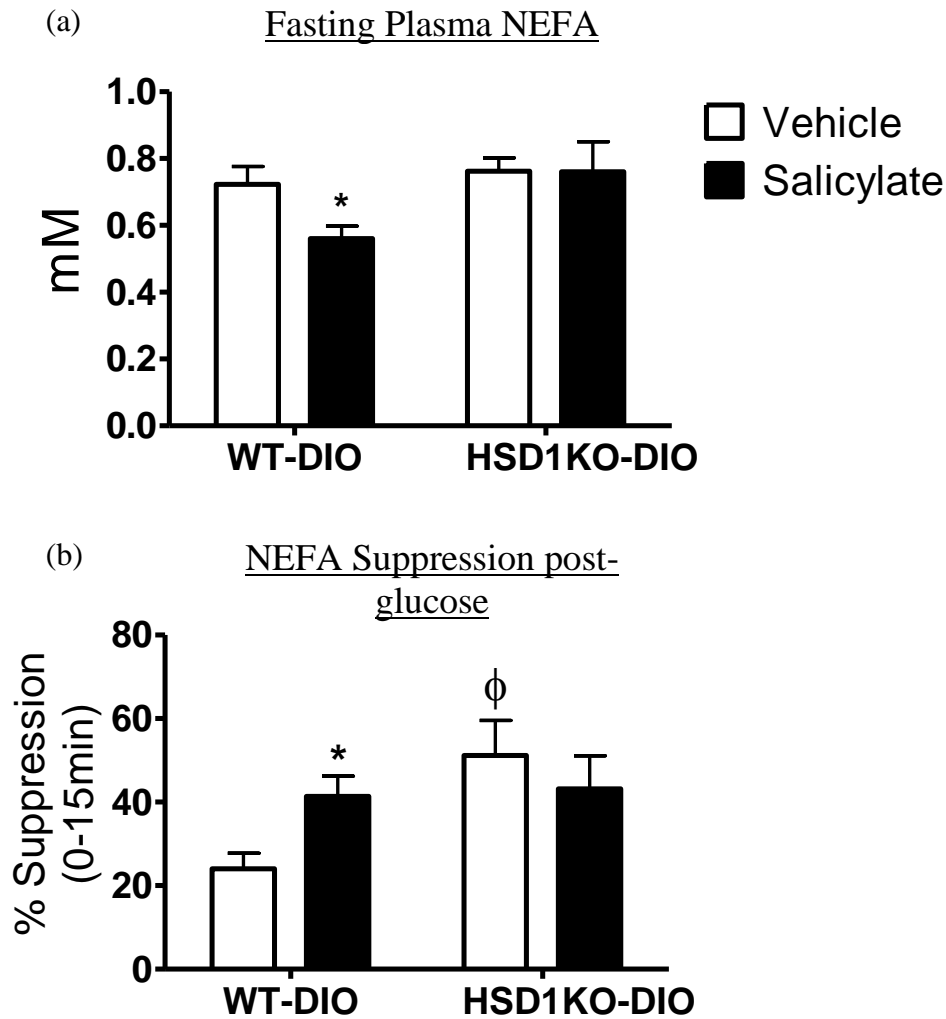 (a)
Fasting Plasma NEFA
1.0
0.8
0.6
0.4
0.2
0.0
mM
*
Vehicle
Salicylate
WT-DIO
HSD1KO-DIO
(b)
NEFA Suppression post-
glucose
% Suppression
(0-15min)
80
60
40
20
0
*
ϕ
WT-DIO
HSD1KO-DIO